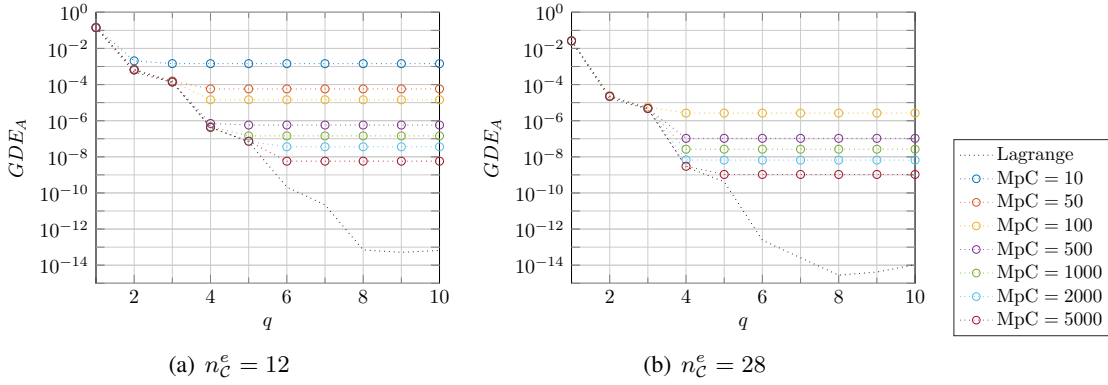 10^0
10^−2
10^−4
10^−6
10^−8
10^−10
10^−12
10^−14
GDE_A
2 4 6 8 10
q
(a) n_C^e = 12
10^0
10^−2
10^−4
10^−6
10^−8
10^−10
10^−12
10^−14
GDE_A
2 4 6 8 10
q
(b) n_C^e = 28
Lagrange
MpC = 10
MpC = 50
MpC = 100
MpC = 500
MpC = 1000
MpC = 2000
MpC = 5000